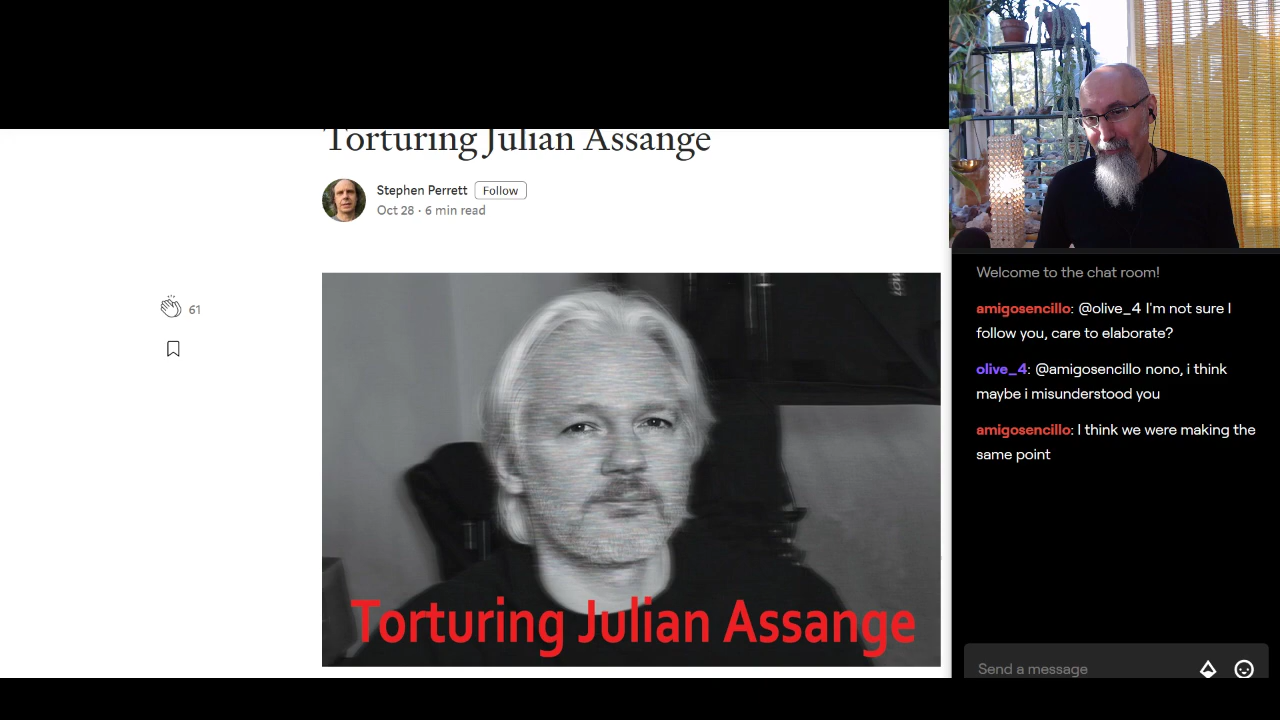 Torturing Julian Assange
Stephen Perrett Follow
Oct 28 · 6 min read
61
Torturing Julian Assange
Welcome to the chat room!
amigosencillo: @olive_4 I'm not sure I
follow you, care to elaborate?
olive_4: @amigosencillo nono, i think
maybe i misunderstood you
amigosencillo: I think we were making the
same point
Send a message